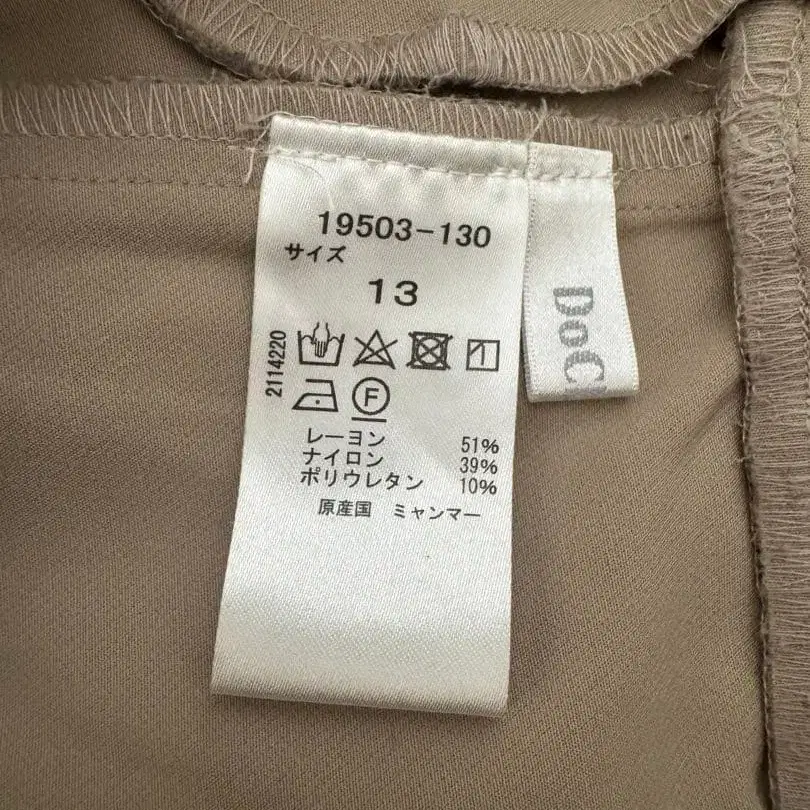 19503-130
サイズ
13
2114220
F
レーヨン 51%
ナイロン 39%
ポリウレタン 10%
原産国 ミャンマー
DoC